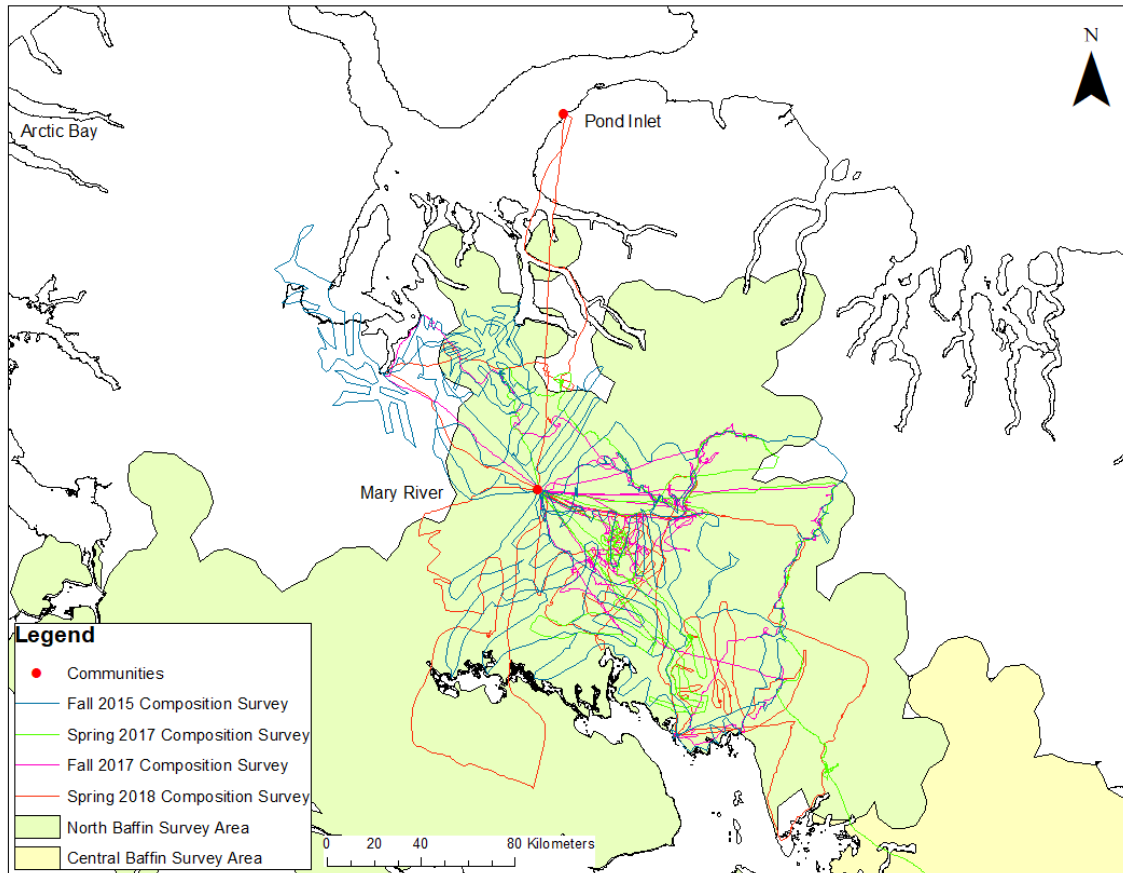 N
Pond Inlet
Arctic Bay
Mary River
Legend
Communities
Fall 2015 Composition Survey
Spring 2017 Composition Survey
Fall 2017 Composition Survey
Spring 2018 Composition Survey
North Baffin Survey Area
Central Baffin Survey Area
0 20 40 80 Kilometers